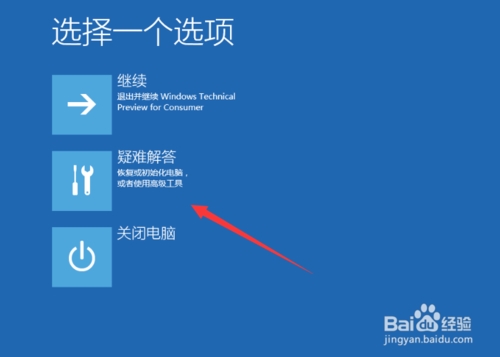 选择一个选项
继续
退出并继续 Windows Technical
Preview for Consumer
疑难解答
恢复或初始化电脑，
或者使用高级工具
关闭电脑
Bai 经验
jingyan.baidu.com